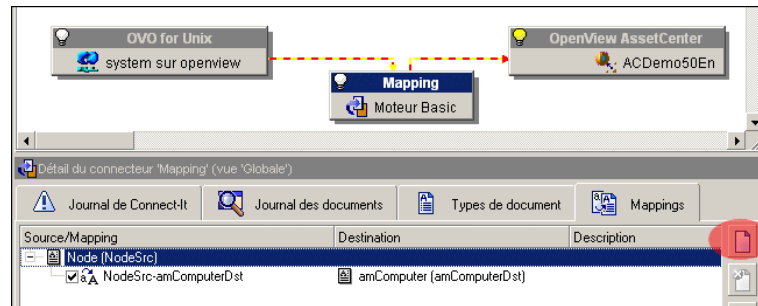 OVO for Unix
system sur openview
OpenView AssetCenter
ACDemo50En
Mapping
Moteur Basic
Détail du connecteur 'Mapping' (vue 'Globale')
Journal de Connect-It
Journal des documents
Types de document
Mappings
Source/Mapping Destination Description
Node (NodeSrc)
NodeSrc-amComputerDst amComputer (amComputerDst)